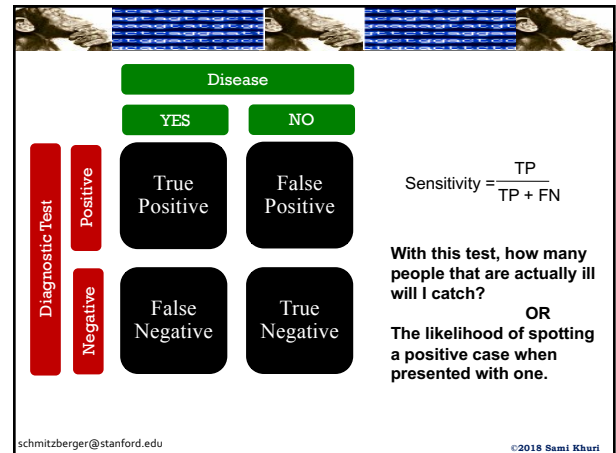 Disease
YES
NO
Diagnostic Test
Positive
True
Positive
False
Positive
Negative
False
Negative
True
Negative
Sensitivity = TP
TP + FN
With this test, how many
people that are actually ill
will I catch?
OR
The likelihood of spotting
a positive case when
presented with one.
schmitzberger@stanford.edu
©2018 Sami Khuri